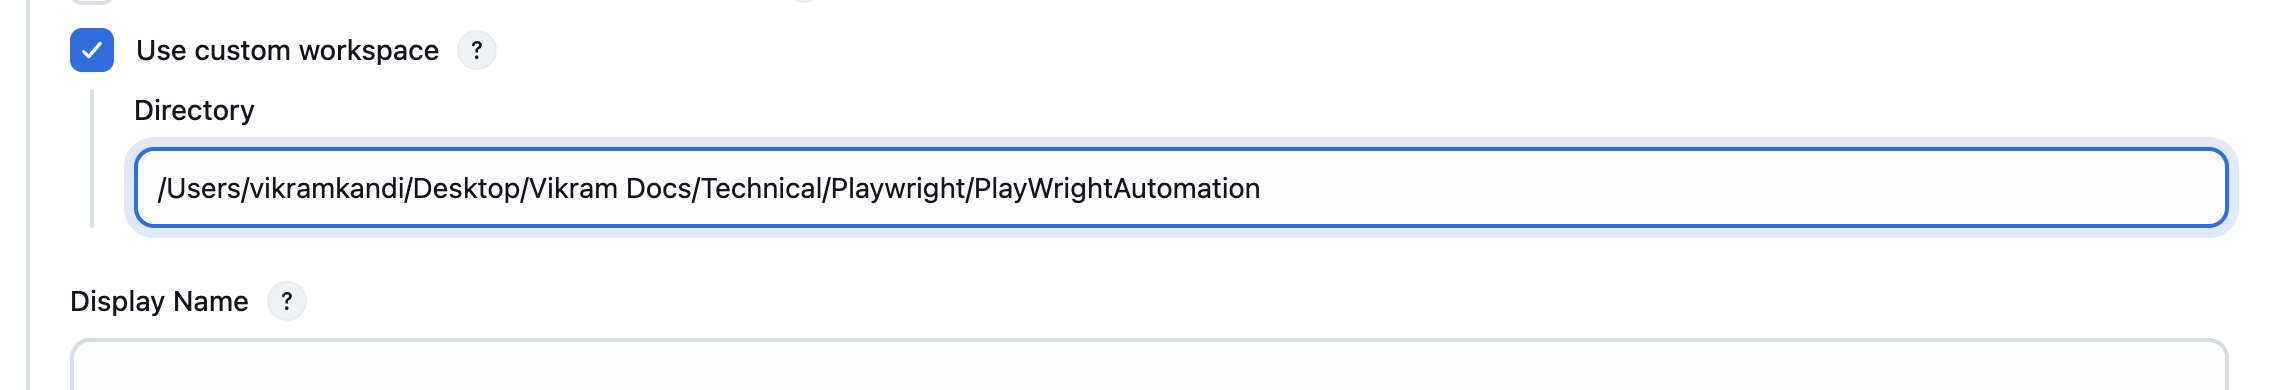 Use custom workspace ?
Directory
/Users/vikramkandi/Desktop/Vikram Docs/Technical/Playwright/PlayWrightAutomation
Display Name ?